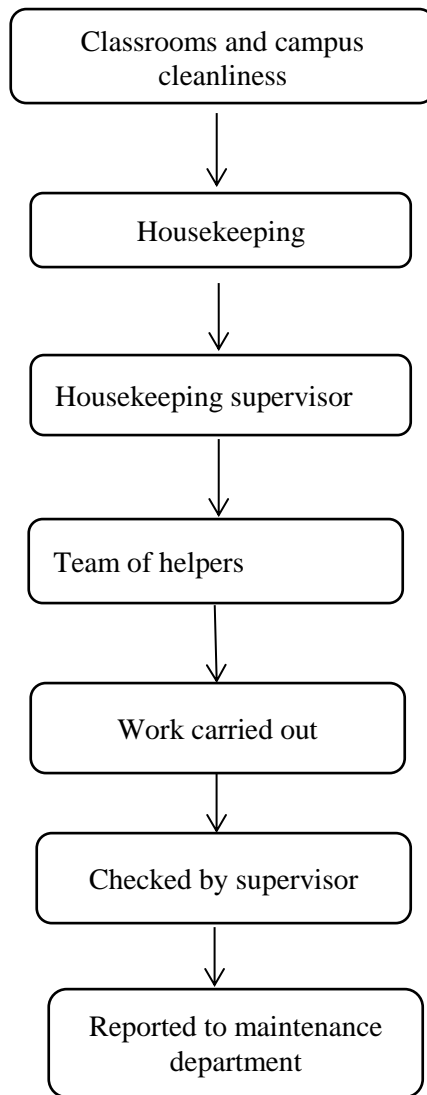 Classrooms and campus
cleanliness
Housekeeping
Housekeeping supervisor
Team of helpers
Work carried out
Checked by supervisor
Reported to maintenance
department